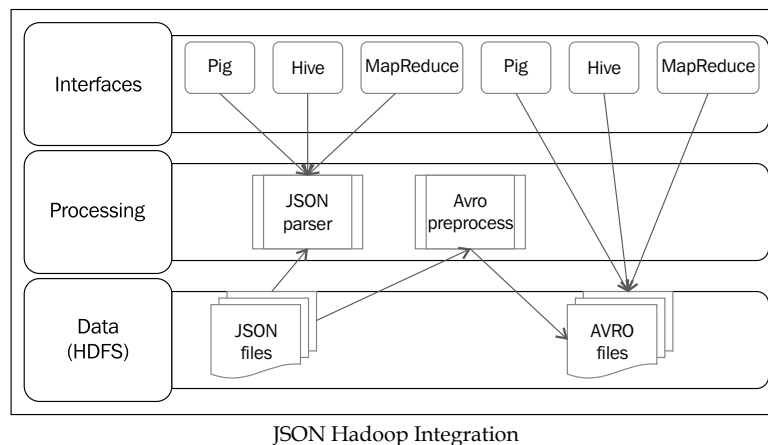 Interfaces
Pig
Hive
MapReduce
Pig
Hive
MapReduce
Processing
JSON
parser
Avro
preprocess
Data
(HDFS)
JSON
files
AVRO
files
JSON Hadoop Integration